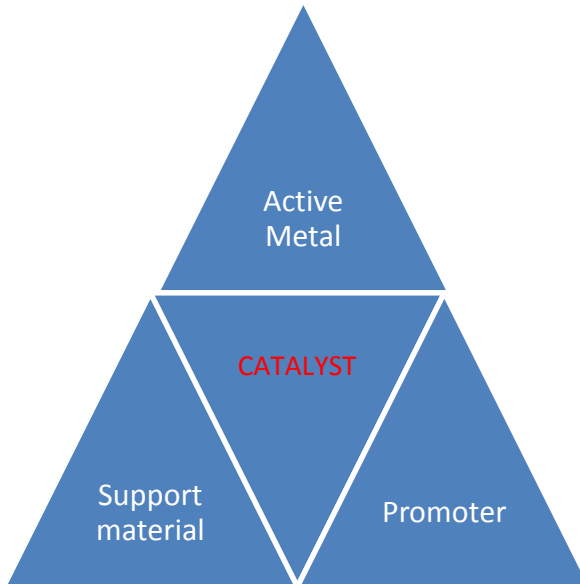 Active
Metal
CATALYST
Support
material
Promoter